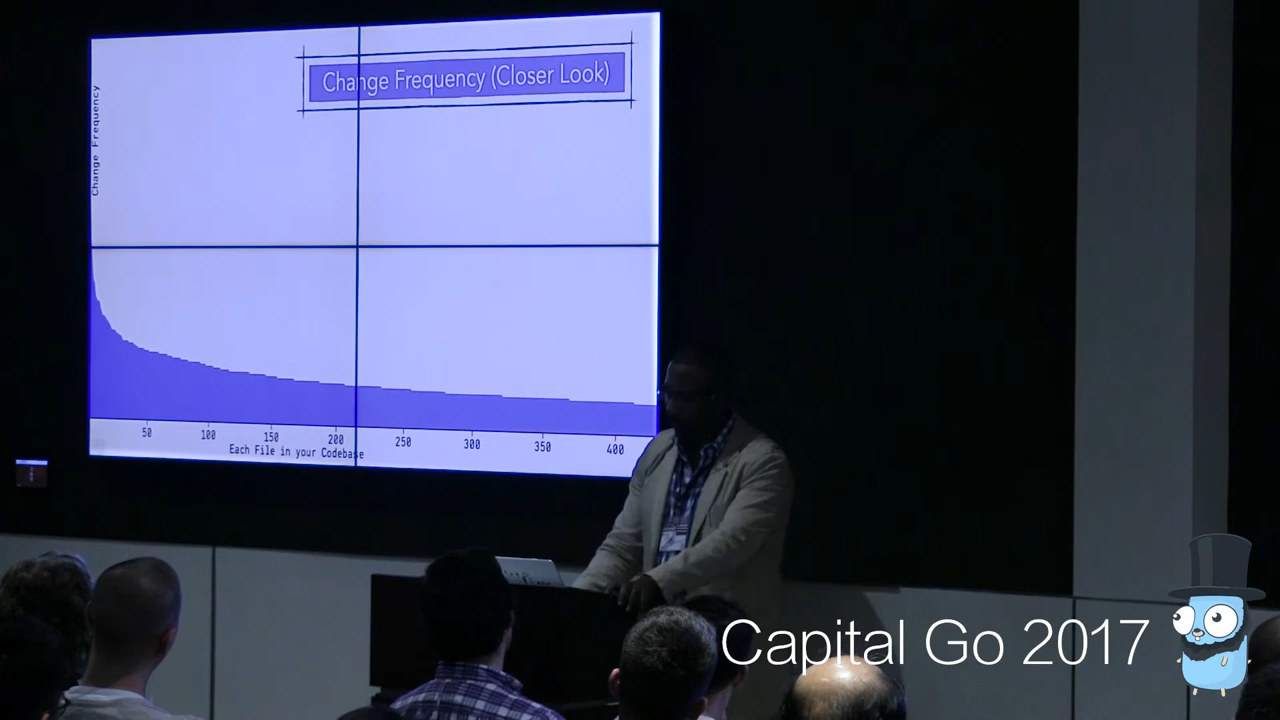 Change Frequency (Closer Look)
Change Frequency
50 100 150 200 250 300 350 400
Each File in your Codebase
Capital Go 2017